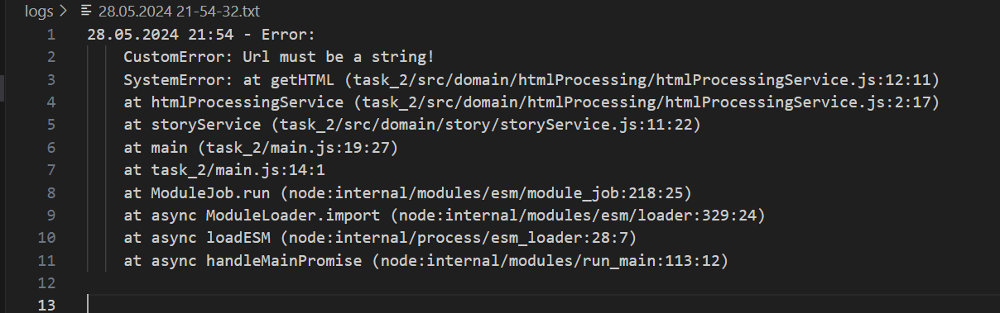 logs > 28.05.2024 21-54-32.txt
1 28.05.2024 21:54 - Error:
2 CustomError: Url must be a string!
3 SystemError: at getHTML (task_2/src/domain/htmlProcessing/htmlProcessingService.js:12:11)
4 at htmlProcessingService (task_2/src/domain/htmlProcessing/htmlProcessingService.js:2:17)
5 at storyService (task_2/src/domain/story/storyService.js:11:22)
6 at main (task_2/main.js:19:27)
7 at task_2/main.js:14:1
8 at ModuleJob.run (node:internal/modules/esm/module_job:218:25)
9 at async ModuleLoader.import (node:internal/modules/esm/loader:329:24)
10 at async loadESM (node:internal/process/esm_loader:28:7)
11 at async handleMainPromise (node:internal/modules/run_main:113:12)
12
13